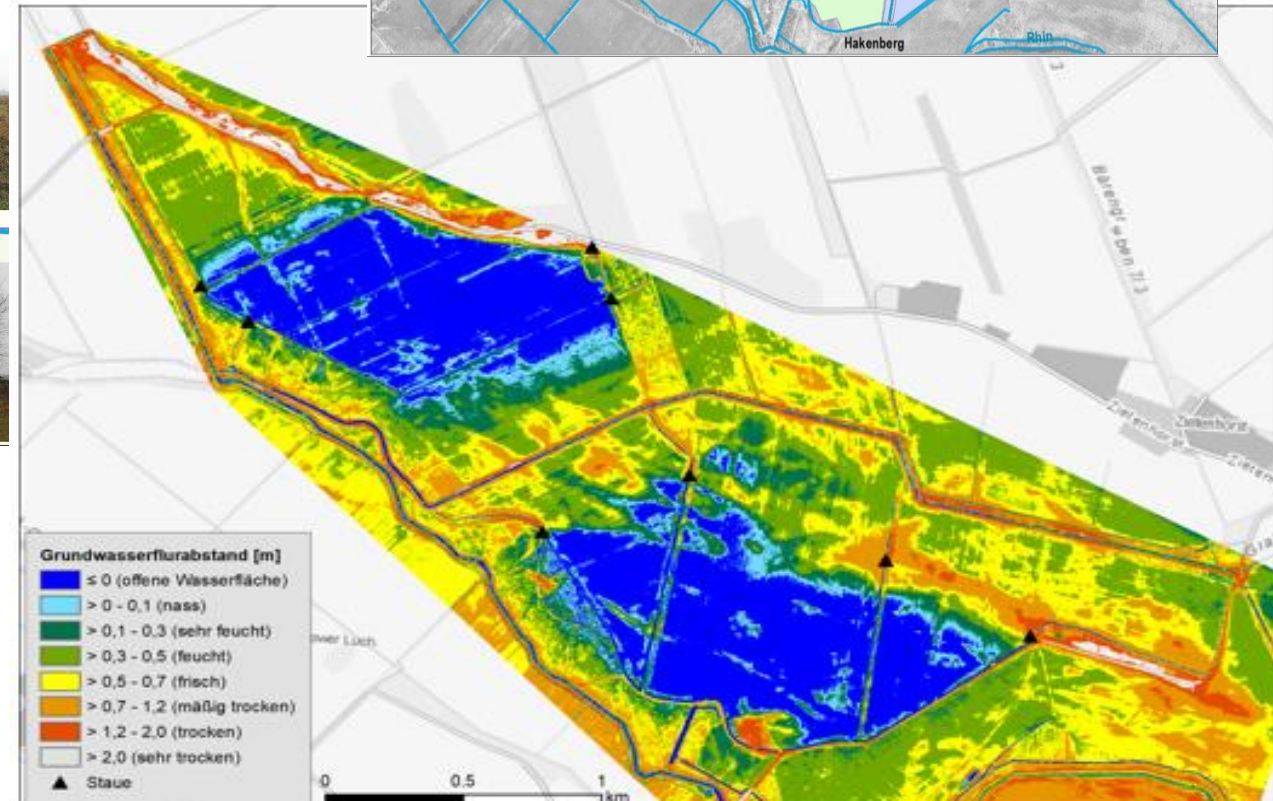 Hakenberg
Rhin
Zietenhorst
Zietenhorst
Grundwasserflurabstand [m]
≤ 0 (offene Wasserfläche)
> 0 - 0,1 (nass)
> 0,1 - 0,3 (sehr feucht)
> 0,3 - 0,5 (feucht)
> 0,5 - 0,7 (frisch)
> 0,7 - 1,2 (mäßig trocken)
> 1,2 - 2,0 (trocken)
> 2,0 (sehr trocken)
Staue
Luch
0 0.5 1
km